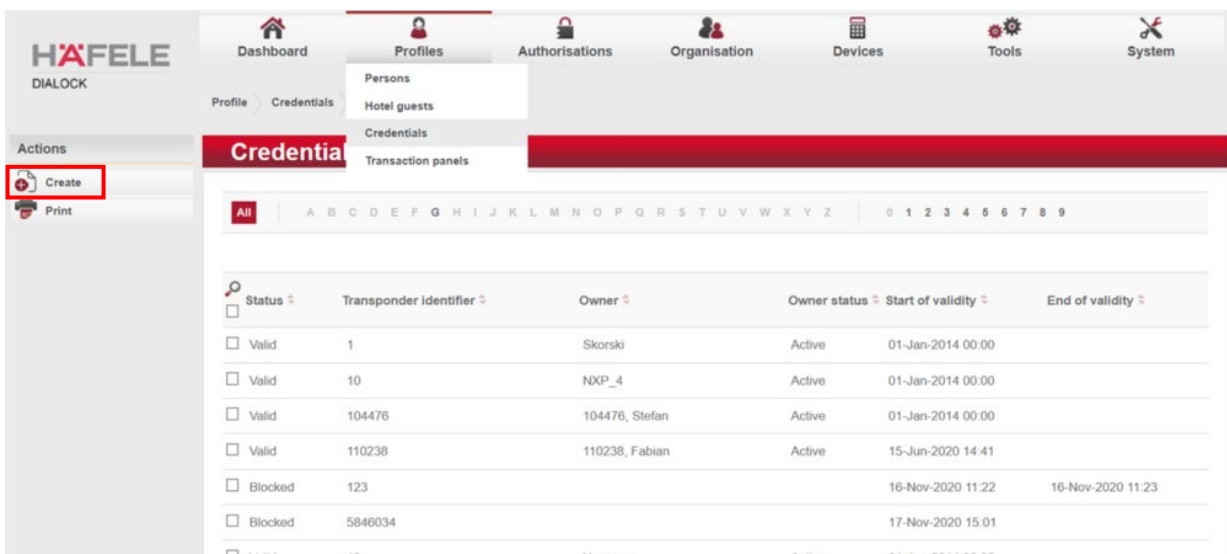 HÄFELE
DIALOCK
Dashboard Profiles Authorisations Organisation Devices Tools System
Persons
Hotel guests
Credentials
Transaction panels
Profile Credentials
Actions
Create
Print
Credential
All A B C D E F G H I J K L M N O P Q R S T U V W X Y Z 0 1 2 3 4 5 6 7 8 9
Status Transponder identifier Owner Owner status Start of validity End of validity
Valid 1 Skorski Active 01-Jan-2014 00:00
Valid 10 NXP_4 Active 01-Jan-2014 00:00
Valid 104476 104476, Stefan Active 01-Jan-2014 00:00
Valid 110238 110238, Fabian Active 15-Jun-2020 14:41
Blocked 123 16-Nov-2020 11:22 16-Nov-2020 11:23
Blocked 5846034 17-Nov-2020 15:01